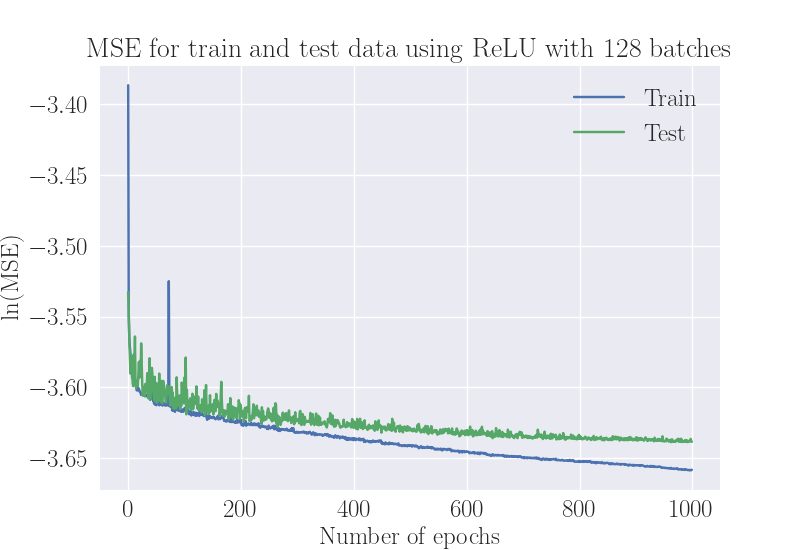 MSE for train and test data using ReLU with 128 batches
Train
Test
−3.40
−3.45
−3.50
−3.55
−3.60
−3.65
ln(MSE)
0 200 400 600 800 1000
Number of epochs